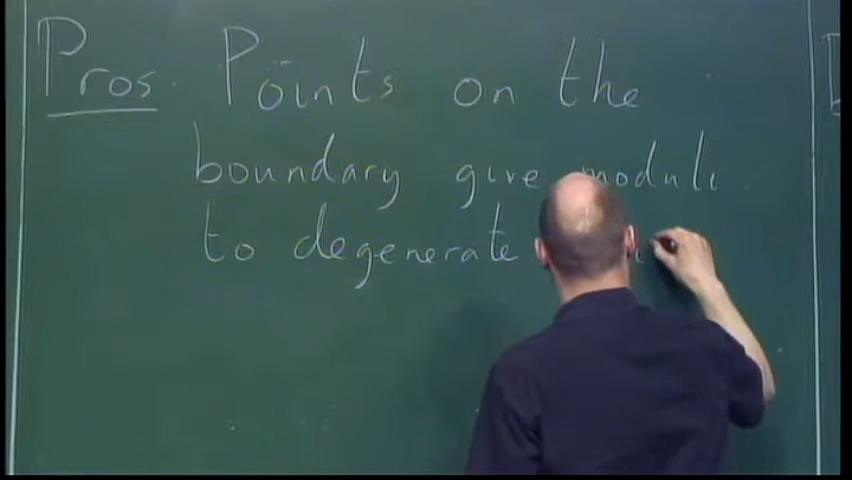 Pros. Points on the
boundary give moduli
to degenerate